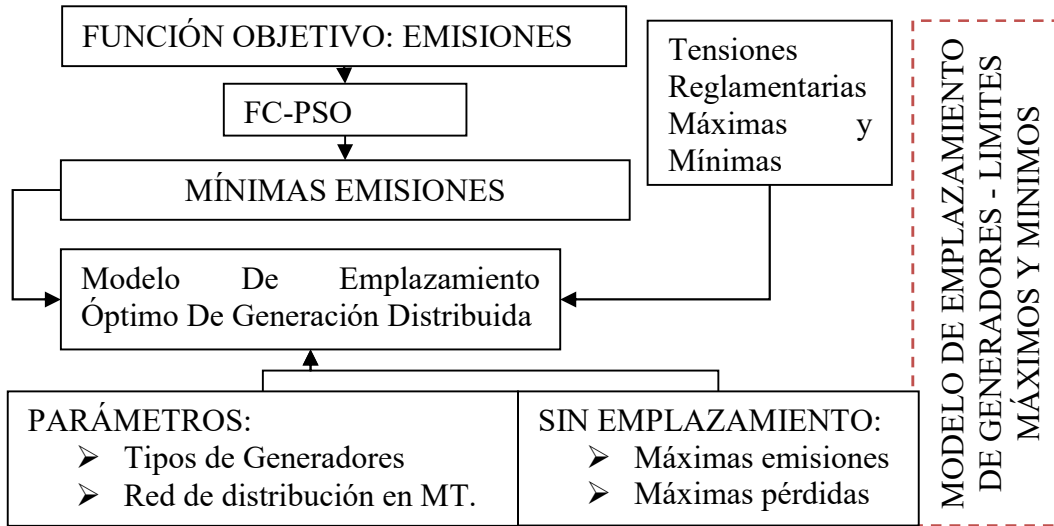 FUNCIÓN OBJETIVO: EMISIONES
FC-PSO
MÍNIMAS EMISIONES
Tensiones
Reglamentarias
Máximas y
Mínimas
Modelo De Emplazamiento
Óptimo De Generación Distribuida
PARÁMETROS:
➢ Tipos de Generadores
➢ Red de distribución en MT.
SIN EMPLAZAMIENTO:
➢ Máximas emisiones
➢ Máximas pérdidas
MODELO DE EMPLAZAMIENTO
DE GENERADORES - LIMITES
MÁXIMOS Y MINIMOS